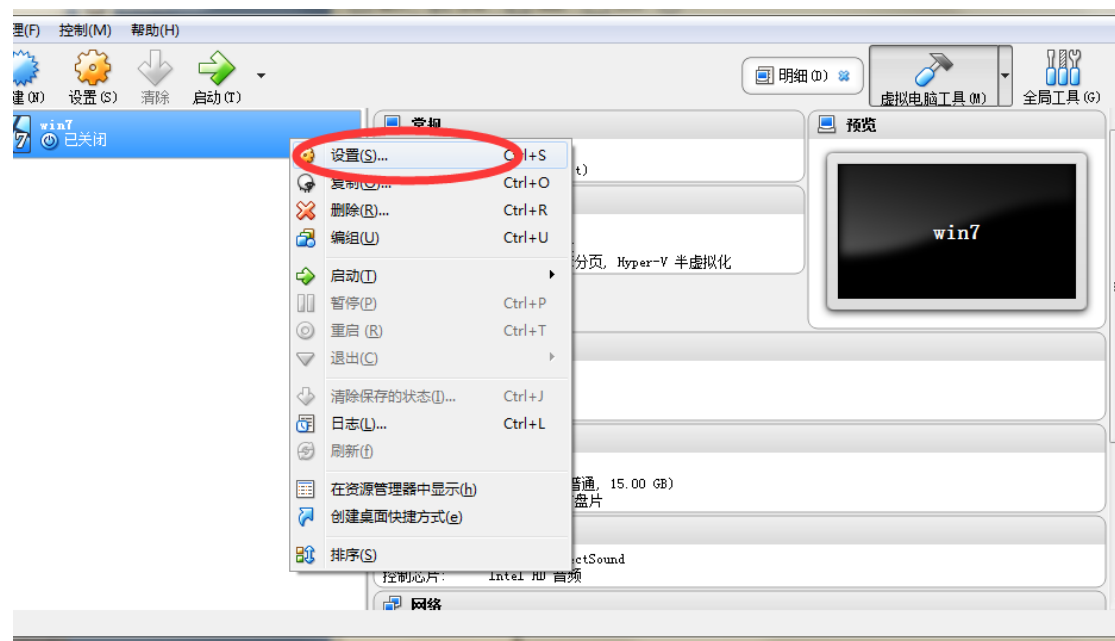 理(F) 控制(M) 帮助(H)
建(N) 设置(S) 清除 启动(T) 明细(D) 虚拟电脑工具(M) 全局工具(G)
win7
已关闭
常规
预览
设置(S)... Ctrl+S
t)
复制(O)... Ctrl+O
删除(R)... Ctrl+R
编组(U) Ctrl+U
win7
分页, Hyper-V 半虚拟化
启动(T)
暂停(P) Ctrl+P
重启 (R) Ctrl+T
退出(C)
清除保存的状态(I)... Ctrl+J
日志(L)... Ctrl+L
刷新(f)
在资源管理器中显示(h)
普通, 15.00 GB)
盘片
创建桌面快捷方式(e)
排序(S)
ctSound
控制芯片: Intel HD 音频
网络